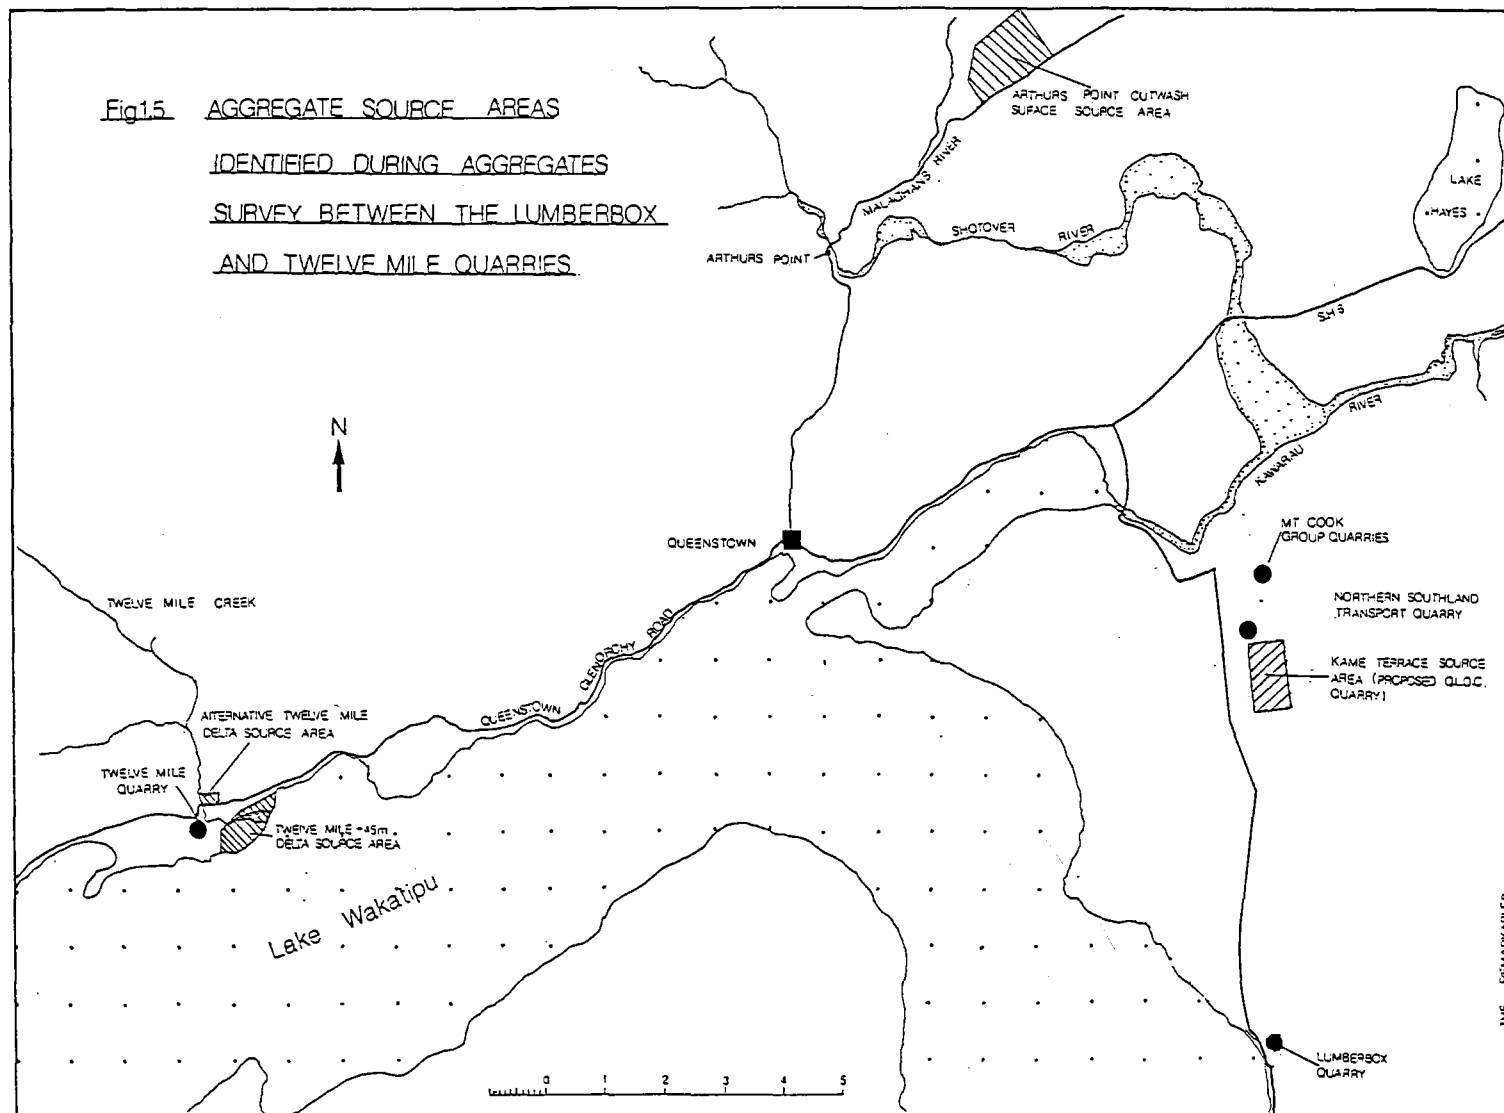 Fig1.5 AGGREGATE SOURCE AREAS
IDENTIFIED DURING AGGREGATES
SURVEY BETWEEN THE LUMBERBOX
AND TWELVE MILE QUARRIES
ARTHURS POINT OUTWASH
SUFACE SOURCE AREA
MALAGHANS RIVER
LAKE
HAYES
SHOTOVER RIVER
ARTHURS POINT
S.H.6
KAWARAU RIVER
N
QUEENSTOWN
MT COOK
GROUP QUARRIES
NORTHERN SOUTHLAND
TRANSPORT QUARRY
KAME TERRACE SOURCE
AREA (PROPOSED Q.L.D.C.
QUARRY)
TWELVE MILE CREEK
QUEENSTOWN GLENORCHY ROAD
ALTERNATIVE TWELVE MILE
DELTA SOURCE AREA
TWELVE MILE
QUARRY
TWELVE MILE -45m
DELTA SOURCE AREA
Lake Wakatipu
THE REMARKABLES
LUMBERBOX
QUARRY
0 1 2 3 4 5